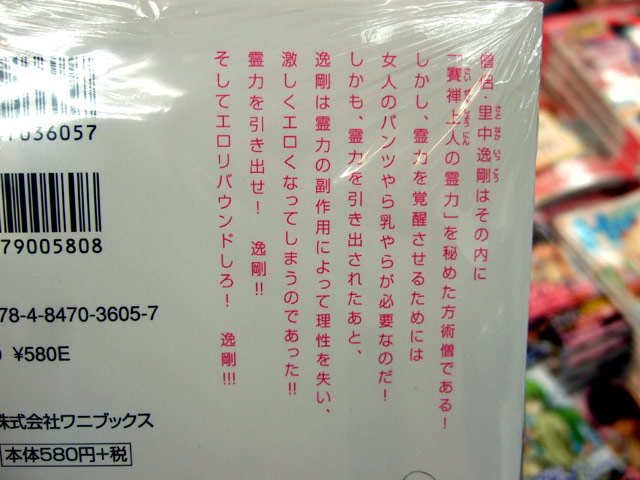 僧侶・里中逸剛はその内に
「賽禅上人の霊力」を秘めた方術僧である！
しかし、霊力を覚醒させるためには
女人のパンツやら乳やらが必要なのだ！
しかも、霊力を引き出されたあと、
逸剛は霊力の副作用によって理性を失い、
激しくエロくなってしまうのであった!!
霊力を引き出せ！　逸剛!!
そしてエロリバウンドしろ！　逸剛!!!
036057
79005808
78-4-8470-3605-7
¥580E
株式会社ワニブックス
本体580円+税